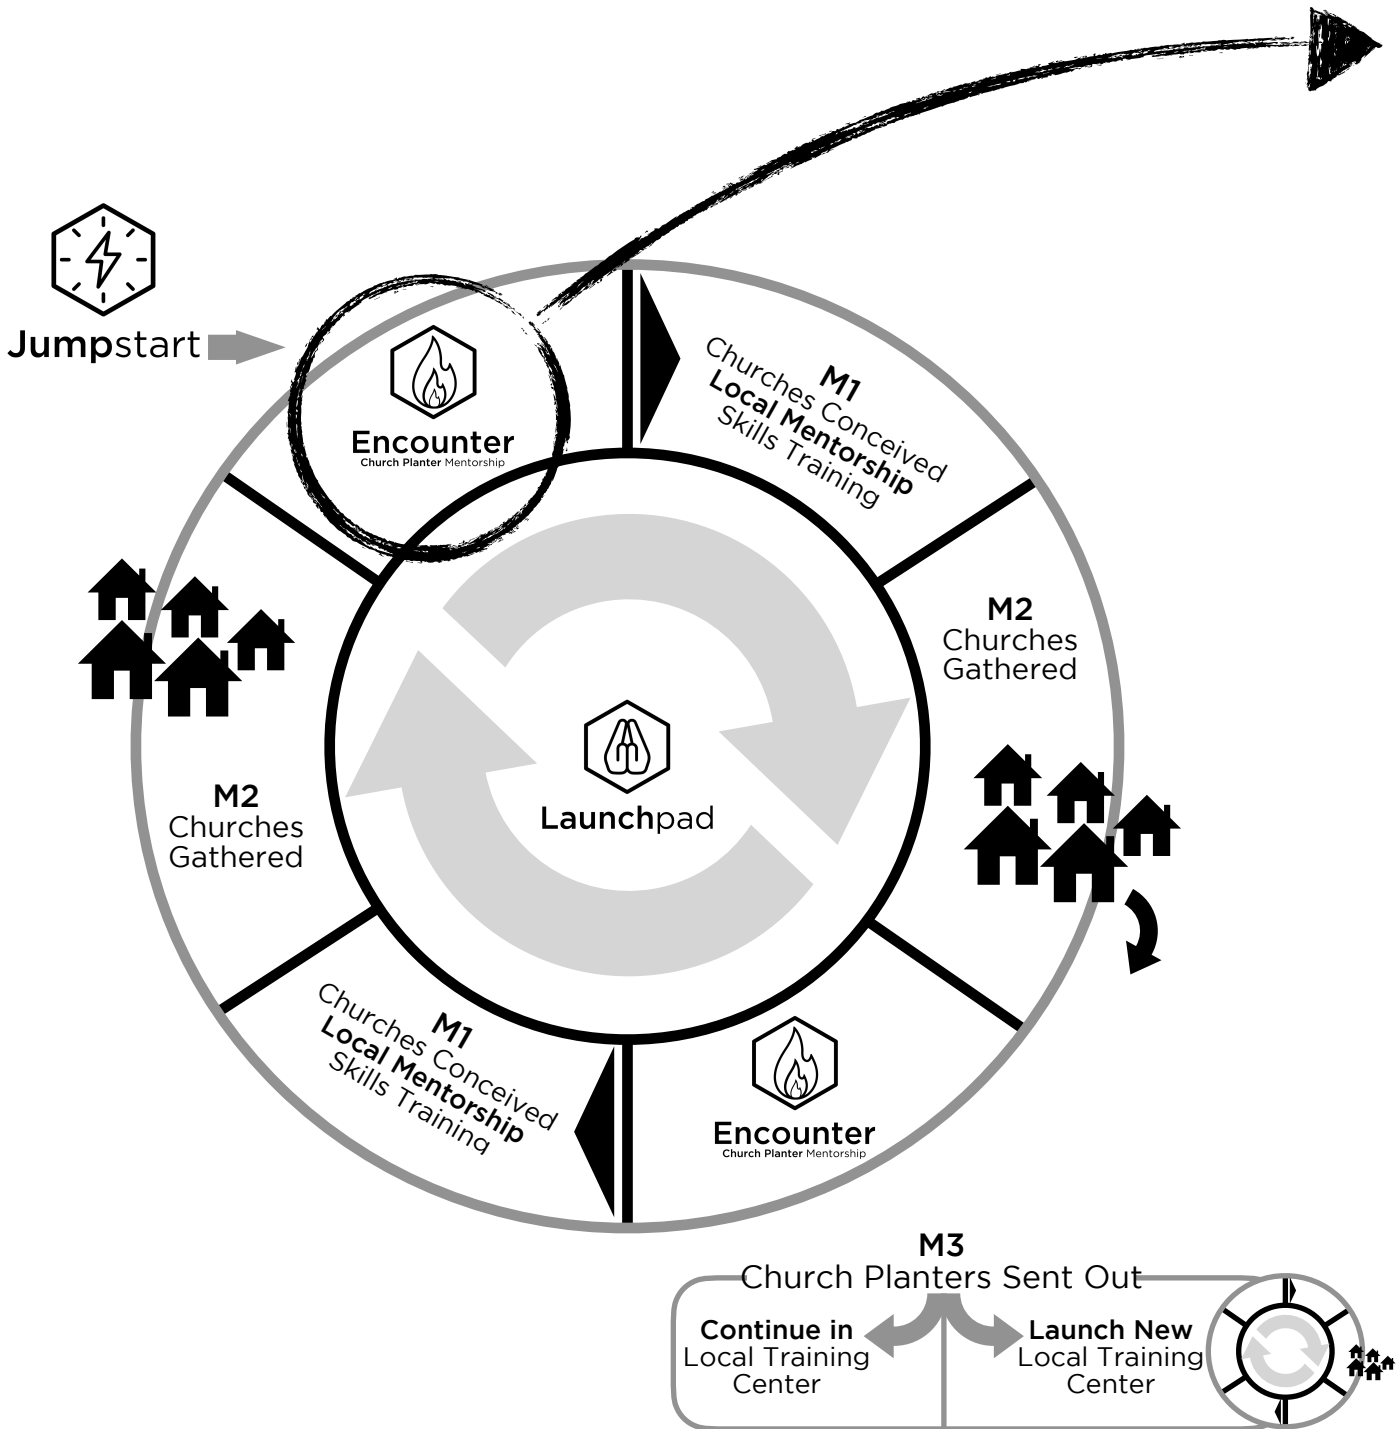 Jumpstart
Encounter
Church Planter Mentorship
M1
Churches Conceived
Local Mentorship
Skills Training
M2
Churches
Gathered
Launchpad
M2
Churches
Gathered
M1
Churches Conceived
Local Mentorship
Skills Training
Encounter
Church Planter Mentorship
M3
Church Planters Sent Out
Continue in
Local Training
Center
Launch New
Local Training
Center